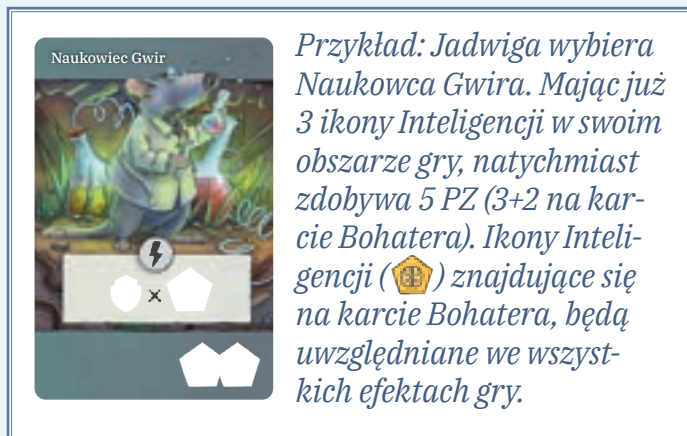 Naukowiec Gwir
Przykład: Jadwiga wybiera
Naukowca Gwira. Mając już
3 ikony Inteligencji w swoim
obszarze gry, natychmiast
zdobywa 5 PZ (3+2 na kar-
cie Bohatera). Ikony Inteli-
gencji ( ) znajdujące się
na karcie Bohatera, będą
uwzględniane we wszyst-
kich efektach gry.